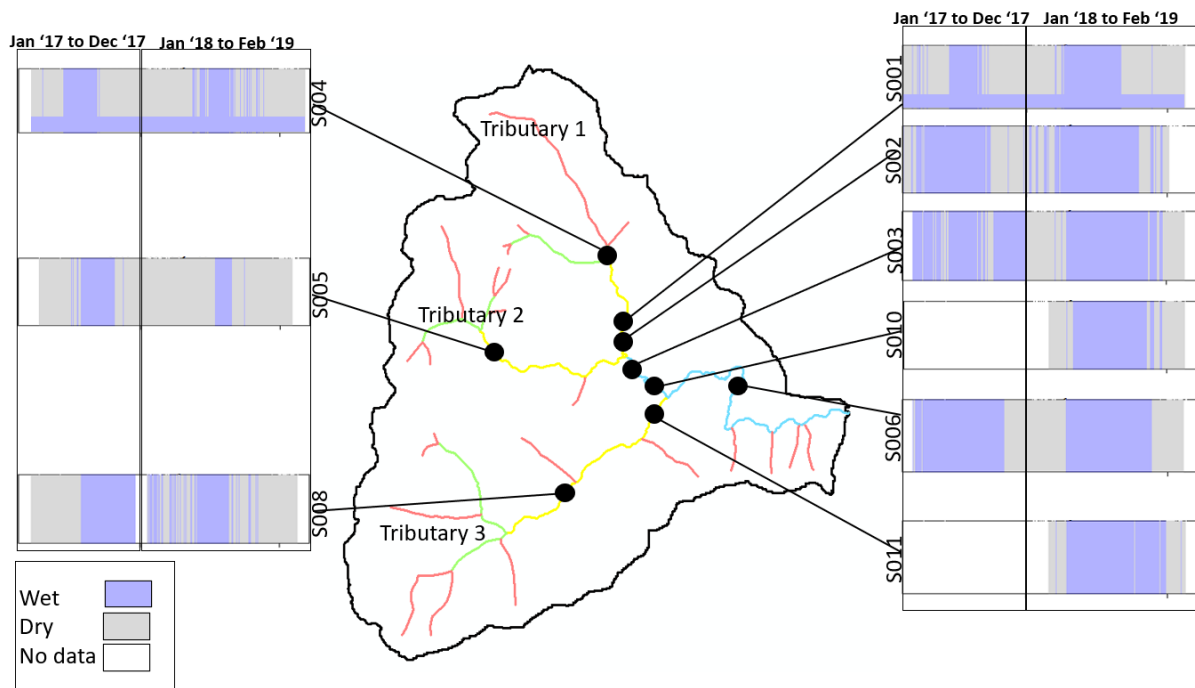 Jan ‘17 to Dec ‘17
Jan ‘18 to Feb ‘19
S004
S005
S008
Wet
Dry
No data
Tributary 1
Tributary 2
Tributary 3
Jan ‘17 to Dec ‘17
Jan ‘18 to Feb ‘19
S001
S002
S003
S010
S006
S011